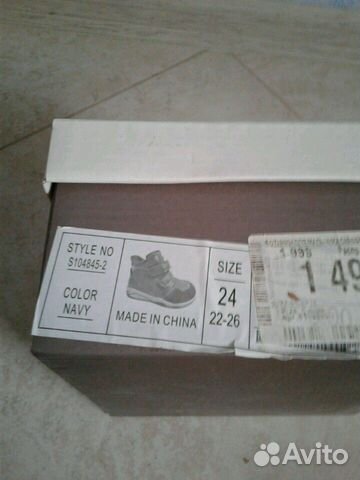 STYLE NO
S104845-2
COLOR
NAVY
MADE IN CHINA
SIZE
24
22-26
1 49
Avito